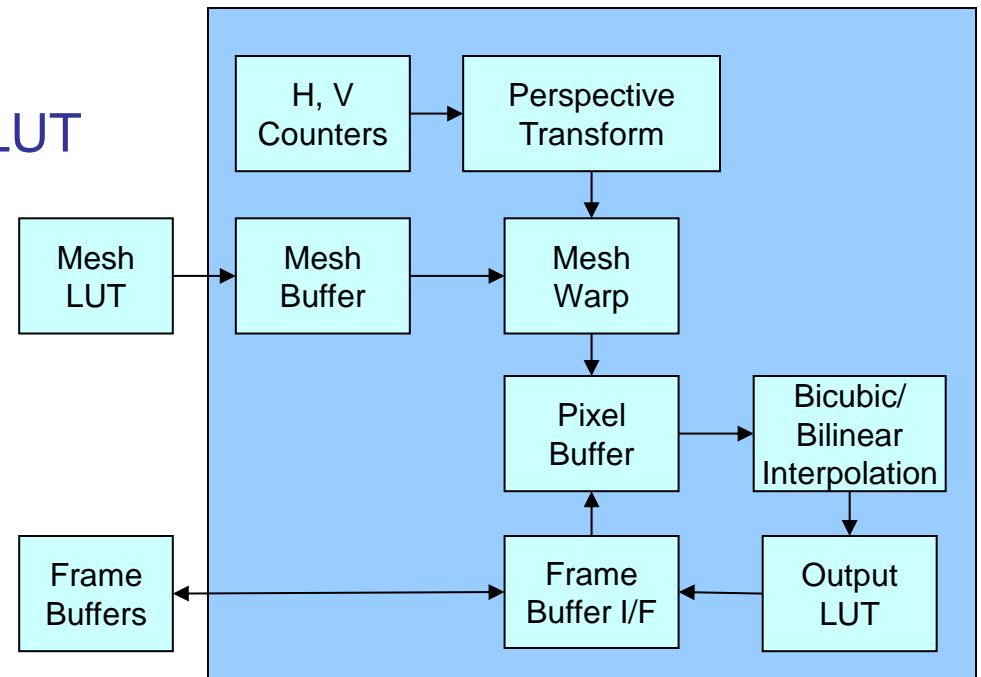 LUT
H, V
Counters
Perspective
Transform
Mesh
LUT
Mesh
Buffer
Mesh
Warp
Pixel
Buffer
Bicubic/
Bilinear
Interpolation
Frame
Buffers
Frame
Buffer I/F
Output
LUT